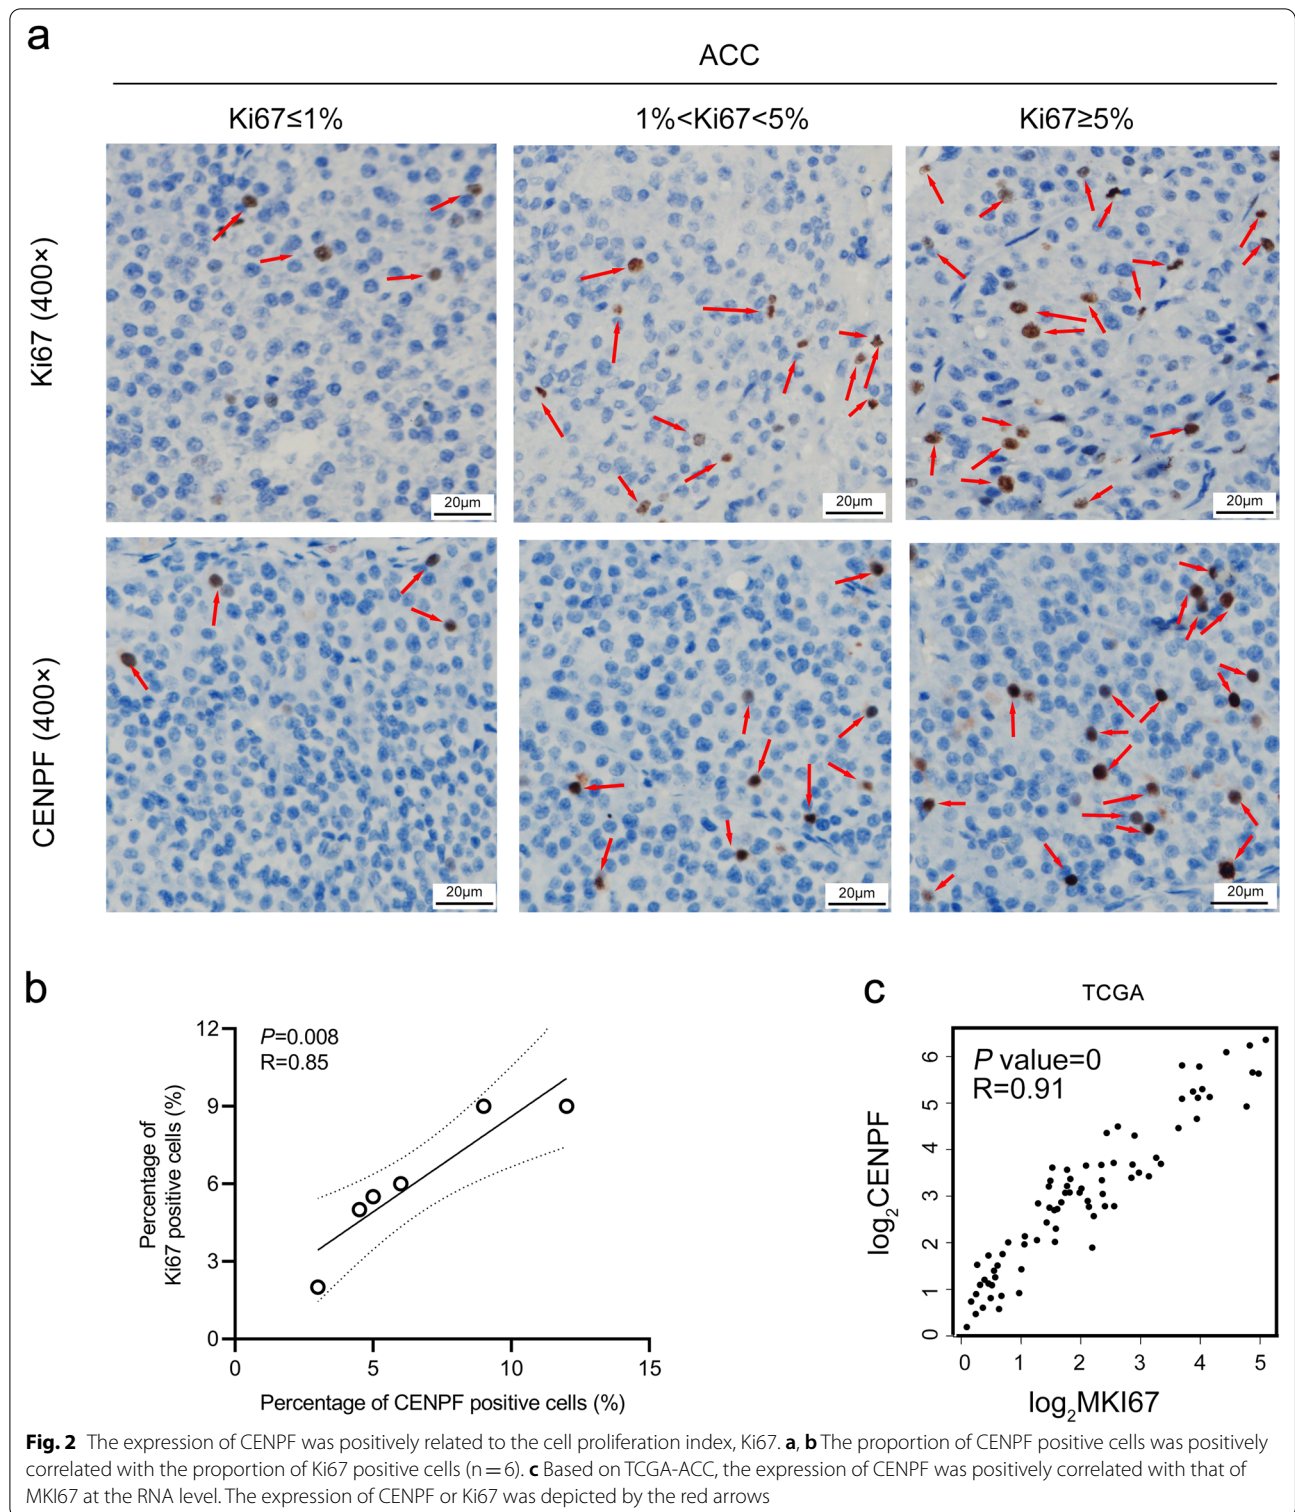 a
ACC
Ki67≤1%
1%<Ki67<5%
Ki67≥5%
Ki67 (400×)
20µm
20µm
20µm
CENPF (400×)
20µm
20µm
20µm
b
P=0.008
R=0.85
Percentage of
Ki67 positive cells (%)
12
9
6
3
0
0
5
10
15
Percentage of CENPF positive cells (%)
c
TCGA
P value=0
R=0.91
log2CENPF
6
5
4
3
2
1
0
0
1
2
3
4
5
log2MKI67
Fig. 2 The expression of CENPF was positively related to the cell proliferation index, Ki67. a, b The proportion of CENPF positive cells was positively
correlated with the proportion of Ki67 positive cells (n = 6). c Based on TCGA-ACC, the expression of CENPF was positively correlated with that of
MKI67 at the RNA level. The expression of CENPF or Ki67 was depicted by the red arrows